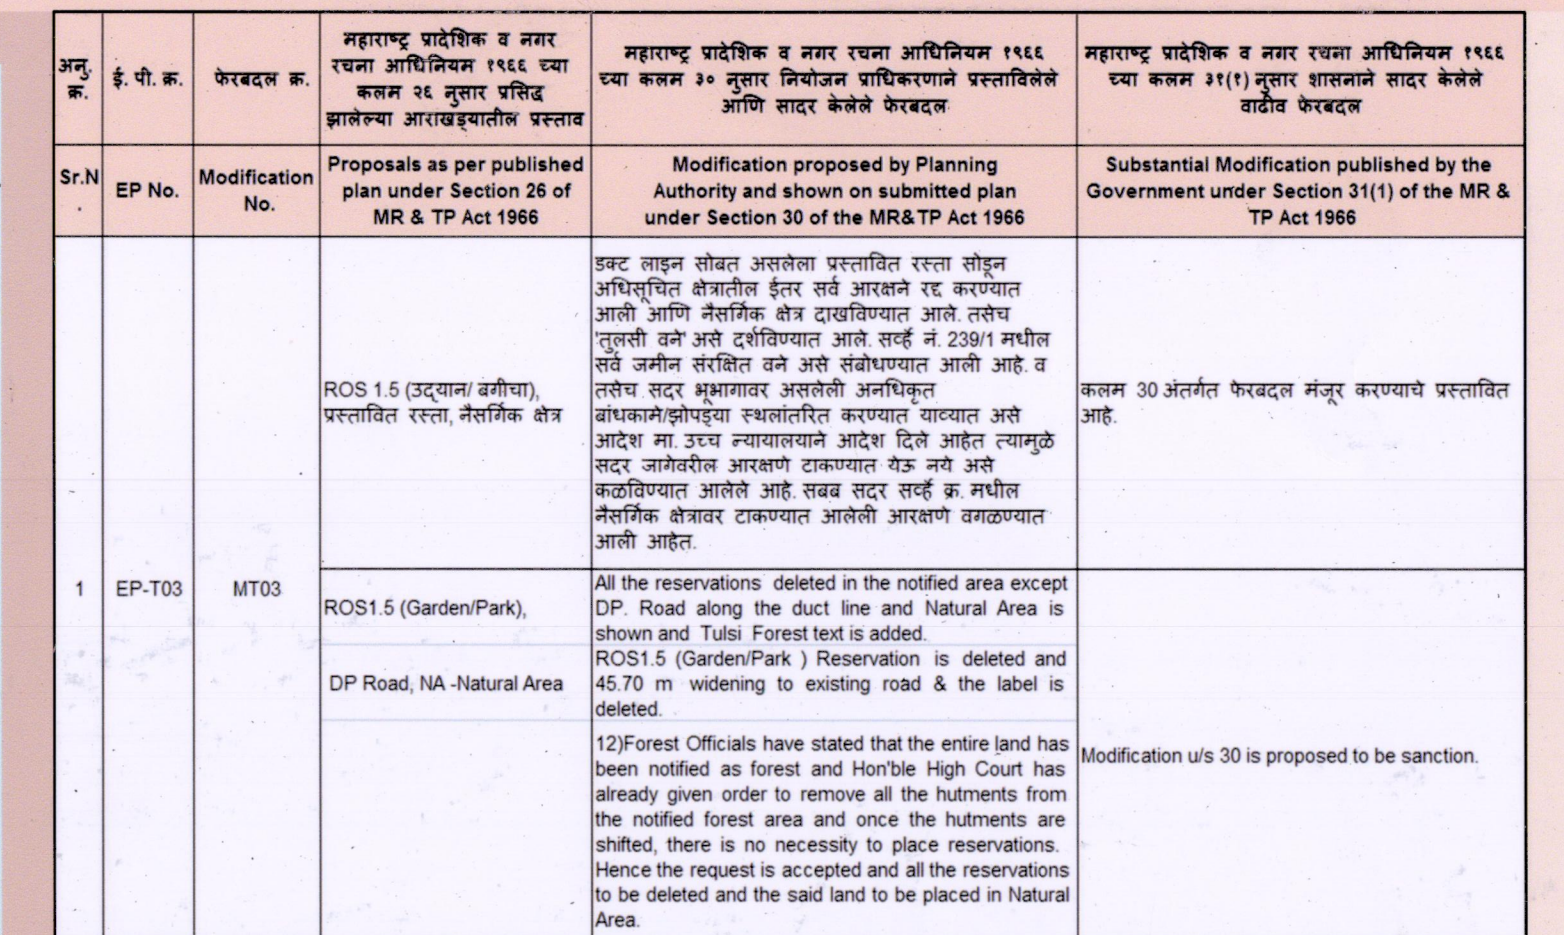 अनु.
क्र.
ई. पी. क्र.
फेरबदल क्र.
महाराष्ट्र प्रादेशिक व नगर
रचना आधिनियम १९६६ च्या
कलम २६ नुसार प्रसिद्ध
झालेल्या आराखड्यातील प्रस्ताव
महाराष्ट्र प्रादेशिक व नगर रचना आधिनियम १९६६
च्या कलम ३० नुसार नियोजन प्राधिकरणाने प्रस्ताविलेले
आणि सादर केलेले फेरबदल
महाराष्ट्र प्रादेशिक व नगर रचना आधिनियम १९६६
च्या कलम ३१(१) नुसार शासनाने सादर केलेले
वाढीव फेरबदल
Sr.N
.
EP No.
Modification
No.
Proposals as per published
plan under Section 26 of
MR & TP Act 1966
Modification proposed by Planning
Authority and shown on submitted plan
under Section 30 of the MR&TP Act 1966
Substantial Modification published by the
Government under Section 31(1) of the MR &
TP Act 1966
1
EP-T03
MT03
ROS 1.5 (उद्यान/ बगीचा),
प्रस्तावित रस्ता, नैसर्गिक क्षेत्र
डक्ट लाइन सोबत असलेला प्रस्तावित रस्ता सोडून
अधिसूचित क्षेत्रातील ईतर सर्व आरक्षने रद्द करण्यात
आली आणि नैसर्गिक क्षेत्र दाखविण्यात आले. तसेच
'तुलसी वने' असे दर्शविण्यात आले. सर्व्हे नं. 239/1 मधील
सर्व जमीन संरक्षित वने असे संबोधण्यात आली आहे. व
तसेच सदर भूभागावर असलेली अनधिकृत
बांधकामे/झोपड्या स्थलांतरित करण्यात याव्यात असे
आदेश मा. उच्च न्यायालयाने आदेश दिले आहेत त्यामुळे
सदर जागेवरील आरक्षणे टाकण्यात येऊ नये असे
कळविण्यात आलेले आहे. सबब सदर सर्व्हे क्र. मधील
नैसर्गिक क्षेत्रावर टाकण्यात आलेली आरक्षणे वगळण्यात
आली आहेत.
कलम 30 अंतर्गत फेरबदल मंजूर करण्याचे प्रस्तावित
आहे.
ROS1.5 (Garden/Park),
DP Road, NA -Natural Area
All the reservations deleted in the notified area except
DP. Road along the duct line and Natural Area is
shown and Tulsi Forest text is added.
ROS1.5 (Garden/Park ) Reservation is deleted and
45.70 m widening to existing road & the label is
deleted.
12)Forest Officials have stated that the entire land has
been notified as forest and Hon'ble High Court has
already given order to remove all the hutments from
the notified forest area and once the hutments are
shifted, there is no necessity to place reservations.
Hence the request is accepted and all the reservations
to be deleted and the said land to be placed in Natural
Area.
Modification u/s 30 is proposed to be sanction.